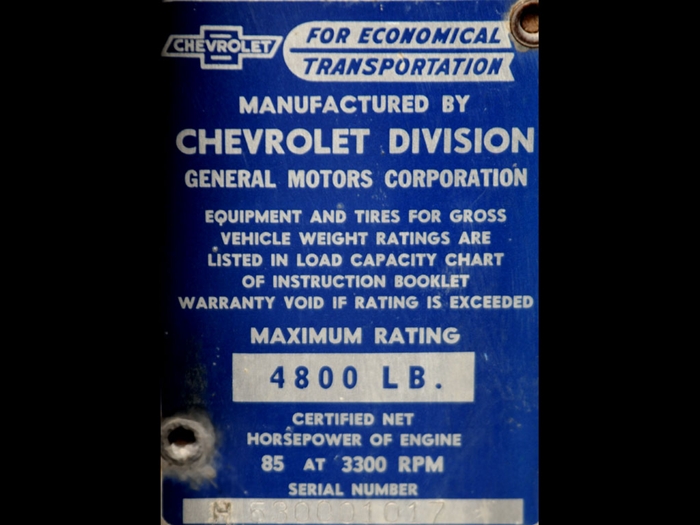 CHEVROLET
FOR ECONOMICAL
TRANSPORTATION
MANUFACTURED BY
CHEVROLET DIVISION
GENERAL MOTORS CORPORATION
EQUIPMENT AND TIRES FOR GROSS
VEHICLE WEIGHT RATINGS ARE
LISTED IN LOAD CAPACITY CHART
OF INSTRUCTION BOOKLET
WARRANTY VOID IF RATING IS EXCEEDED
MAXIMUM RATING
4800 LB.
CERTIFIED NET
HORSEPOWER OF ENGINE
85 AT 3300 RPM
SERIAL NUMBER